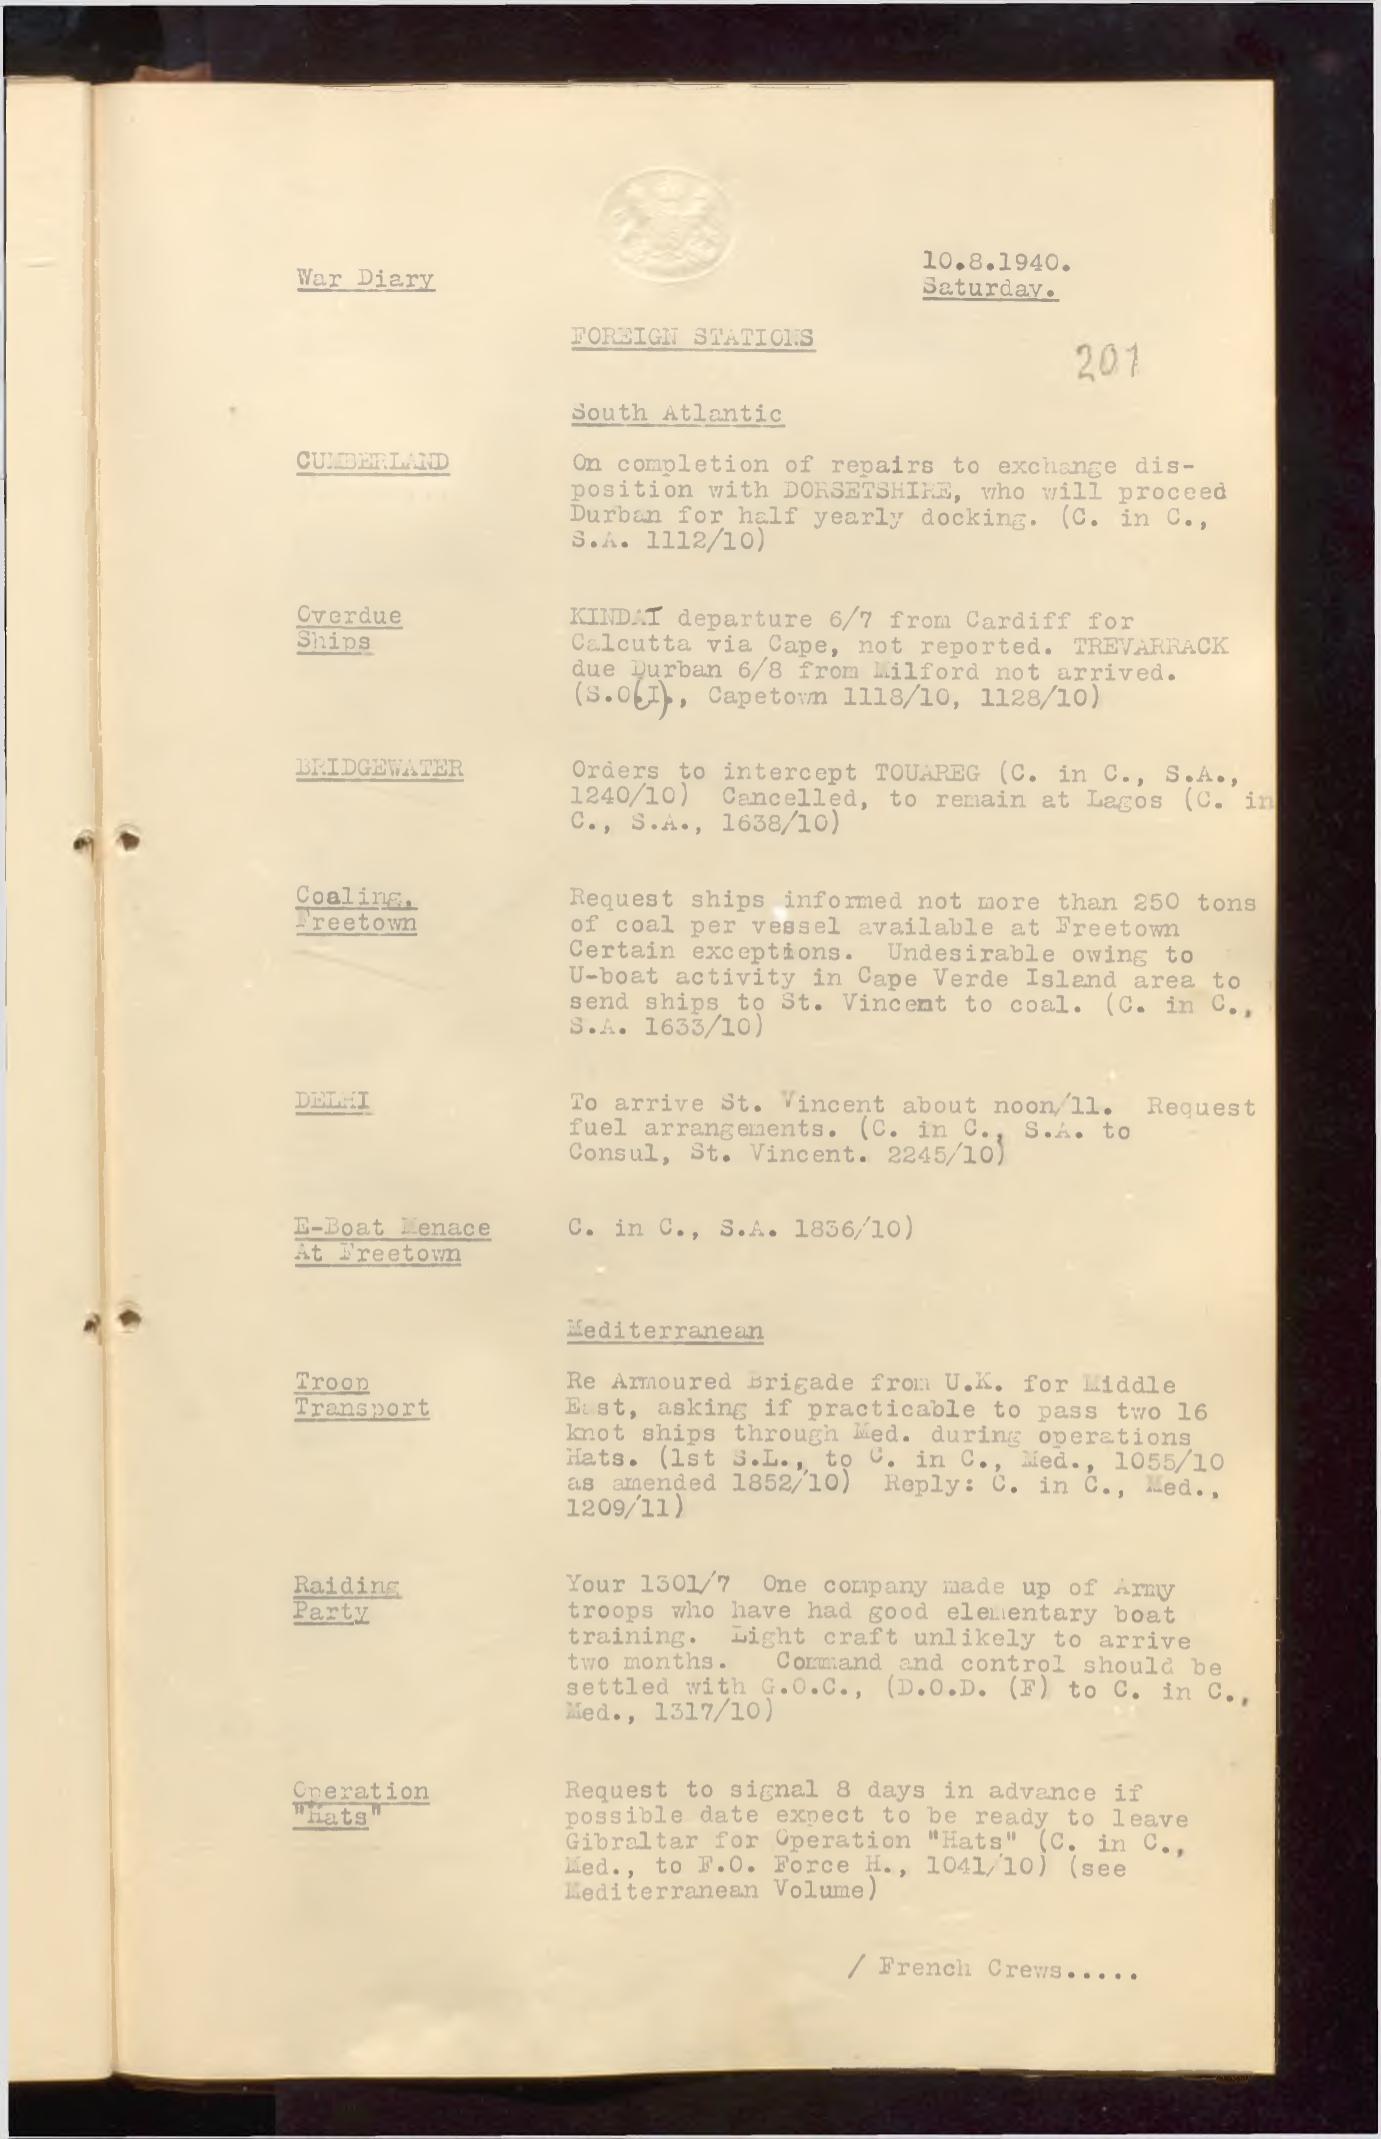 War Diary
10.8.1940.
Saturday.
FOREIGN STATIONS
201
South Atlantic
CUMBERLAND
On completion of repairs to exchange dis-
position with DORSETSHIRE, who will proceed
Durban for half yearly docking. (C. in C.,
S.A. 1112/10)
Overdue
Ships
KINDAT departure 6/7 from Cardiff for
Calcutta via Cape, not reported. TREVARRACK
due Durban 6/8 from Milford not arrived.
(S.O.(I)., Capetown 1118/10, 1128/10)
BRIDGEWATER
Orders to intercept TOUAREG (C. in C., S.A.,
1240/10) Cancelled, to remain at Lagos (C. in
C., S.A., 1638/10)
Coaling,
Freetown
Request ships informed not more than 250 tons
of coal per vessel available at Freetown
Certain exceptions. Undesirable owing to
U-boat activity in Cape Verde Island area to
send ships to St. Vincent to coal. (C. in C.,
S.A. 1633/10)
DELHI
To arrive St. Vincent about noon/11. Request
fuel arrangements. (C. in C., S.A. to
Consul, St. Vincent. 2245/10)
E-Boat Menace
At Freetown
C. in C., S.A. 1836/10)
Mediterranean
Troop
Transport
Re Armoured Brigade from U.K. for Middle
East, asking if practicable to pass two 16
knot ships through Med. during operations
Hats. (1st S.L., to C. in C., Med., 1055/10
as amended 1852/10) Reply: C. in C., Med.,
1209/11)
Raiding
Party
Your 1301/7 One company made up of Army
troops who have had good elementary boat
training. Light craft unlikely to arrive
two months. Command and control should be
settled with G.O.C., (D.O.D. (F) to C. in C.,
Med., 1317/10)
Operation
"Hats"
Request to signal 8 days in advance if
possible date expect to be ready to leave
Gibraltar for Operation "Hats" (C. in C.,
Med., to F.O. Force H., 1041/10) (see
Mediterranean Volume)
/ French Crews.....